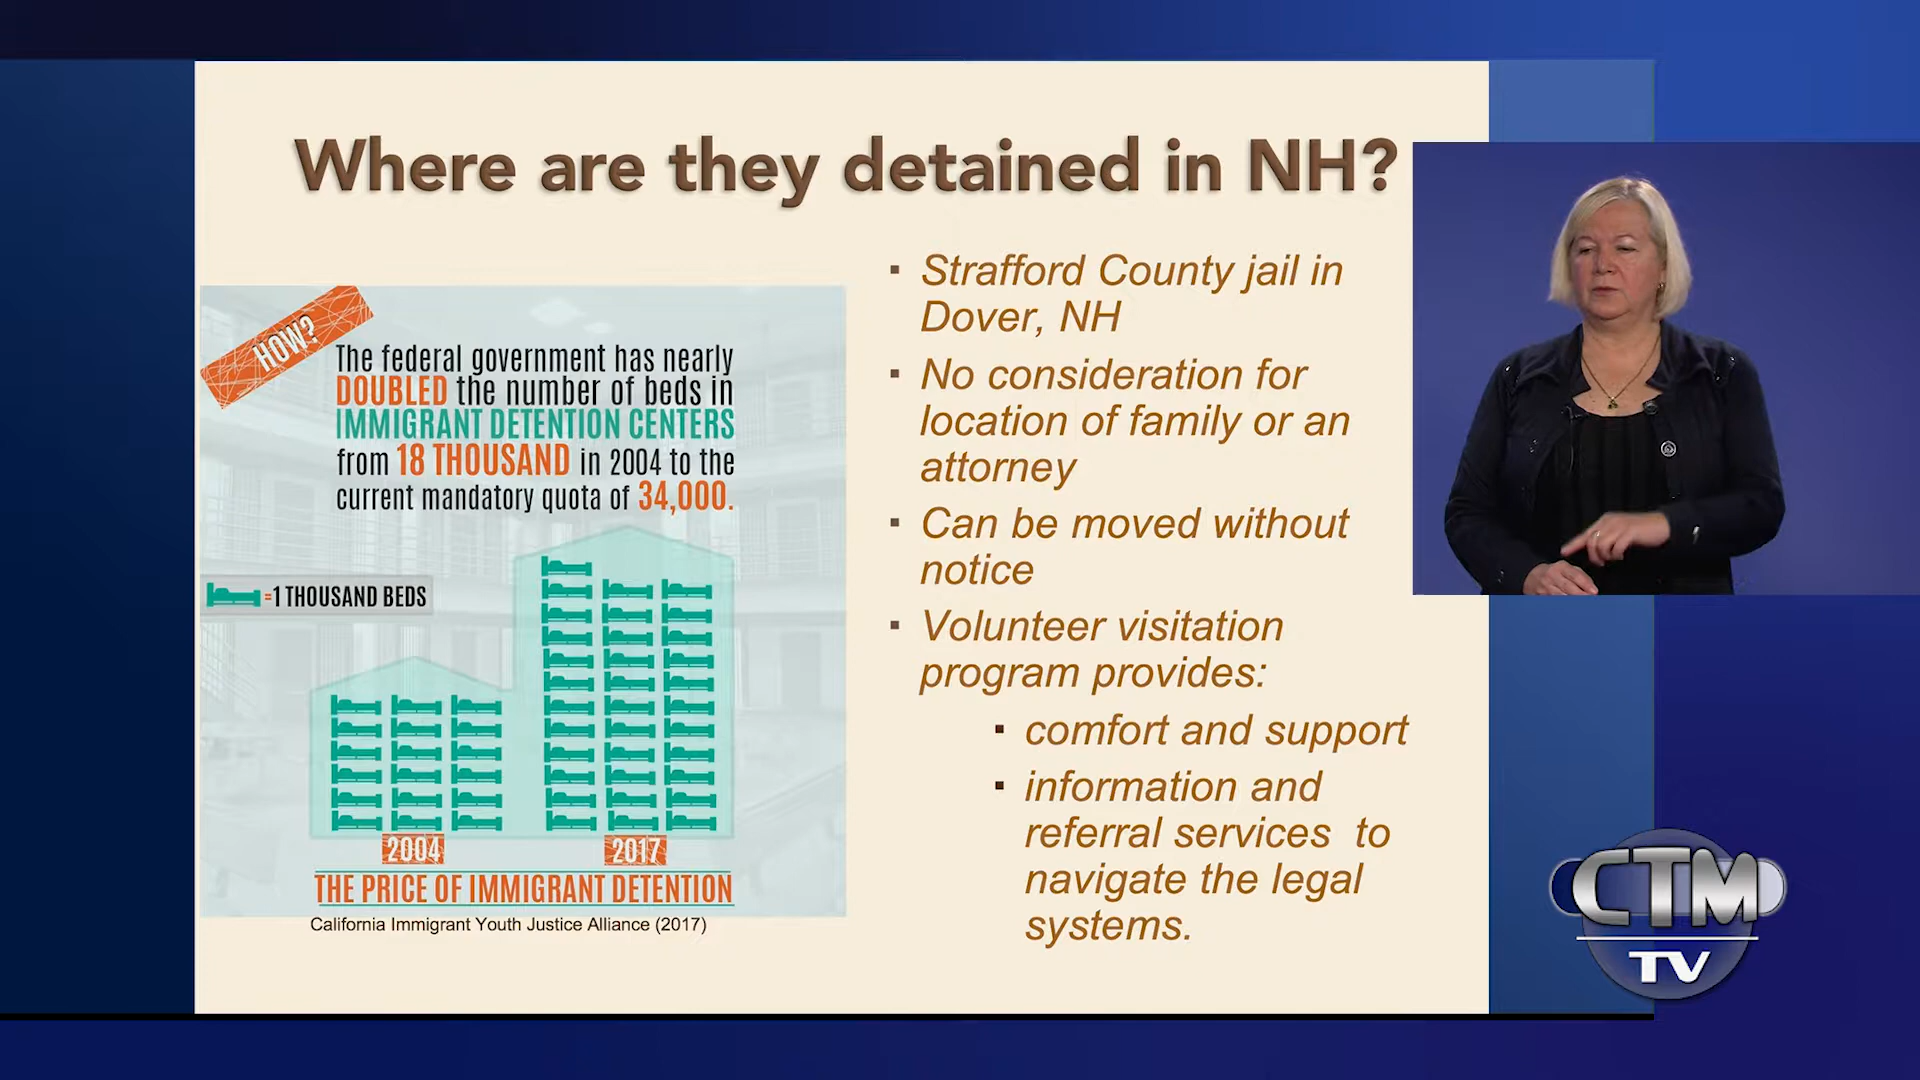 Where are they detained in NH?
HOW?
The federal government has nearly
DOUBLED the number of beds in
IMMIGRANT DETENTION CENTERS
from 18 THOUSAND in 2004 to the
current mandatory quota of 34,000.
=1 THOUSAND BEDS
2004
2017
THE PRICE OF IMMIGRANT DETENTION
California Immigrant Youth Justice Alliance (2017)
▪ Strafford County jail in
Dover, NH
▪ No consideration for
location of family or an
attorney
▪ Can be moved without
notice
▪ Volunteer visitation
program provides:
▪ comfort and support
▪ information and
referral services to
navigate the legal
systems.
CTM
TV